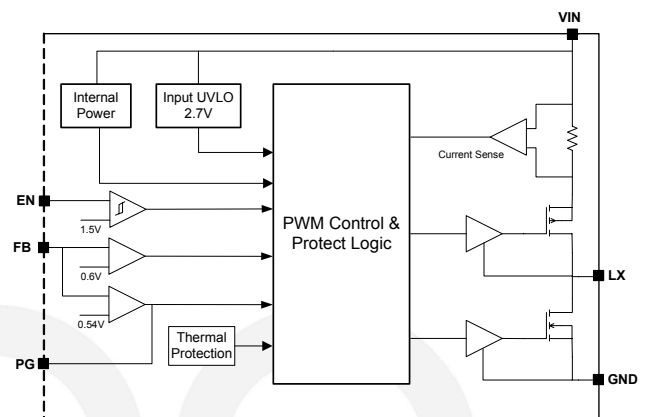 VIN
Internal
Power
Input UVLO
2.7V
Current Sense
EN
1.5V
PWM Control &
Protect Logic
FB
0.6V
LX
0.54V
Thermal
Protection
PG
GND